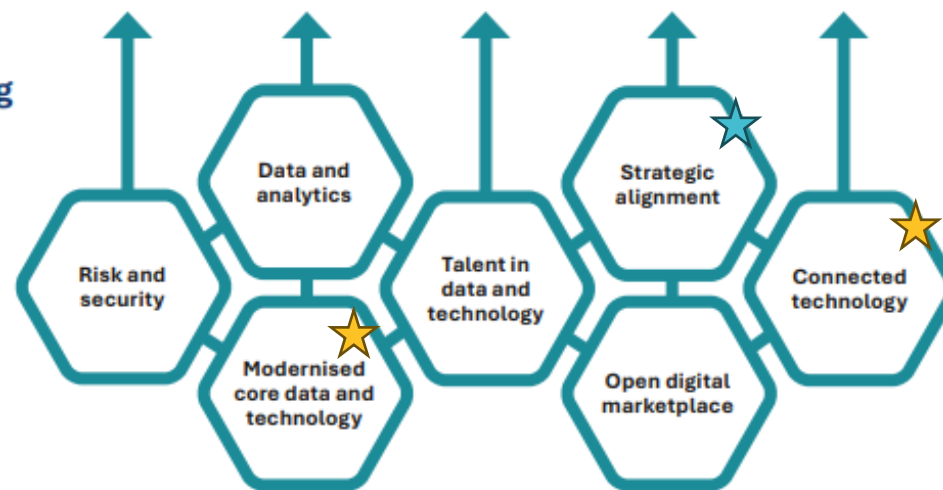 g
Data and
analytics
Strategic
alignment
Risk and
security
Talent in
data and
technology
Connected
technology
Modernised
core data and
technology
Open digital
marketplace